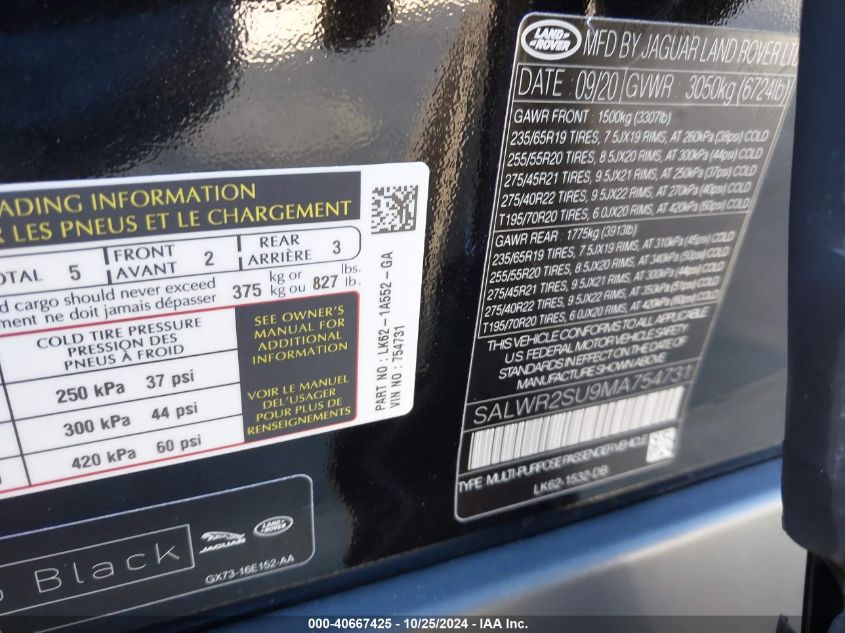 ADING INFORMATION
R LES PNEUS ET LE CHARGEMENT
OTAL 5
FRONT
AVANT 2
REAR
ARRIÈRE 3
d cargo should never exceed
ment ne doit jamais dépasser
375 kg or
kg ou 827 lbs.
lb.
COLD TIRE PRESSURE
PRESSION DES
PNEUS À FROID
250 kPa 37 psi
300 kPa 44 psi
420 kPa 60 psi
SEE OWNER'S
MANUAL FOR
ADDITIONAL
INFORMATION
VOIR LE MANUEL
DE L'USAGER
POUR PLUS DE
RENSEIGNEMENTS
PART NO : LK62 - 1A552 - GA
VIN NO : 754731
Black
JAGUAR
LAND
ROVER
GX73-16E152-AA
LAND
ROVER
MFD BY JAGUAR LAND ROVER LT
DATE : 09/20 GVWR : 3050kg (6724lb)
GAWR FRONT : 1500kg (3307lb)
235/65R19 TIRES, 7.5JX19 RIMS, AT 260kPa (38psi) COLD
255/55R20 TIRES, 8.5JX20 RIMS, AT 300kPa (44psi) COLD
275/45R21 TIRES, 9.5JX21 RIMS, AT 250kPa (37psi) COLD
275/40R22 TIRES, 9.5JX22 RIMS, AT 270kPa (40psi) COLD
T195/70R20 TIRES, 6.0JX20 RIMS, AT 420kPa (60psi) COLD
GAWR REAR : 1775kg (3913lb)
235/65R19 TIRES, 7.5JX19 RIMS, AT 310kPa (45psi) COLD
255/55R20 TIRES, 8.5JX20 RIMS, AT 340kPa (50psi) COLD
275/45R21 TIRES, 9.5JX21 RIMS, AT 300kPa (44psi) COLD
275/40R22 TIRES, 9.5JX22 RIMS, AT 350kPa (51psi) COLD
T195/70R20 TIRES, 6.0JX20 RIMS, AT 420kPa (60psi) COLD
THIS VEHICLE CONFORMS TO ALL APPLICABLE
U.S. FEDERAL MOTOR VEHICLE SAFETY
STANDARDS IN EFFECT ON THE DATE OF
MANUFACTURE SHOWN ABOVE.
SALWR2SU9MA754731
TYPE : MULTI-PURPOSE PASSENGER VEHICLE
LK62-1532-DB
000-40667425 - 10/25/2024 - IAA Inc.